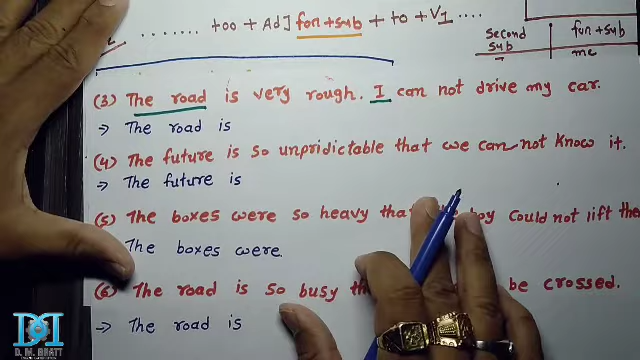 ....... too + Adj for + sub + to + V1 ....
Second sub
for + sub
me
(3) The road is very rough. I can not drive my car.
→ The road is
(4) The future is so unpridictable that we can not know it.
→ The future is
(5) The boxes were so heavy could not lift
The boxes were
(6) The road is so busy be crossed.
→ The road is
D. M. BHATT